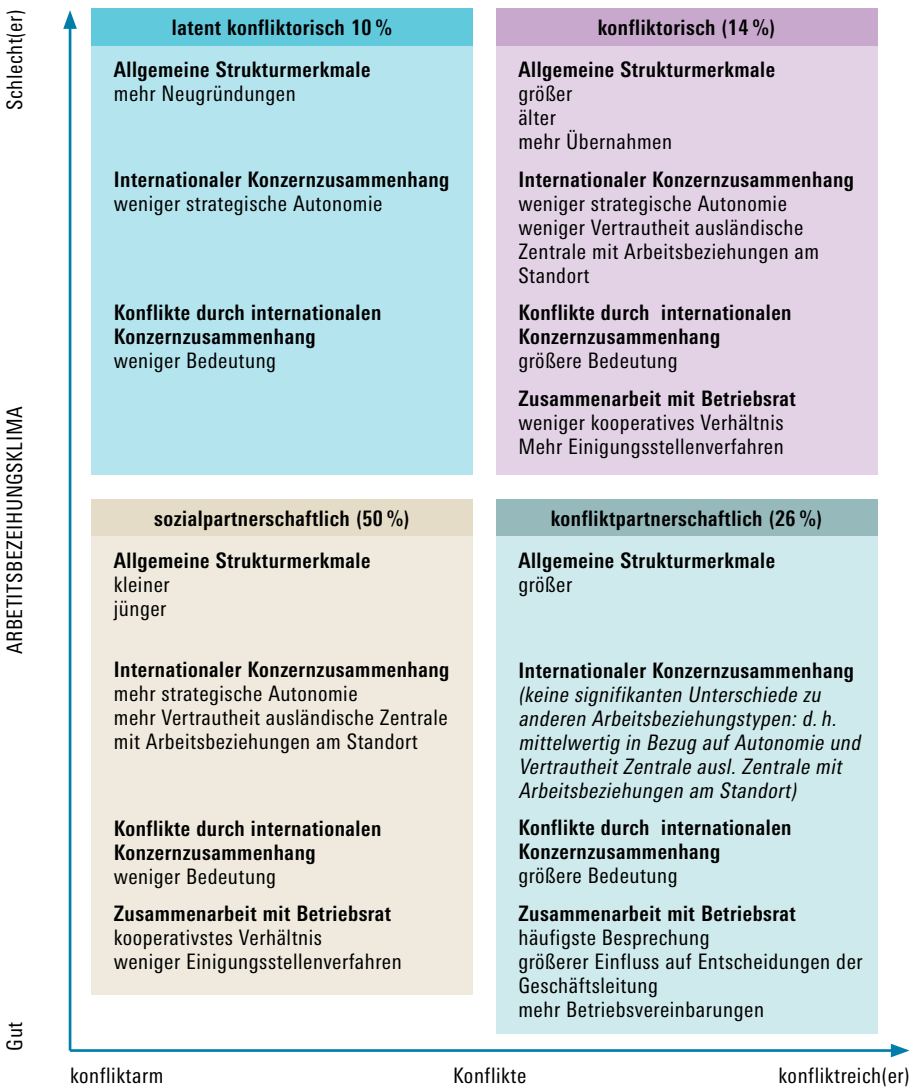 Schlecht(er)
ARBETITSBEZEIHUNGSKLIMA
Gut
latent konfliktorisch 10 %
Allgemeine Strukturmerkmale
mehr Neugründungen
Internationaler Konzernzusammenhang
weniger strategische Autonomie
Konflikte durch internationalen
Konzernzusammenhang
weniger Bedeutung
konfliktorisch (14 %)
Allgemeine Strukturmerkmale
größer
älter
mehr Übernahmen
Internationaler Konzernzusammenhang
weniger strategische Autonomie
weniger Vertrautheit ausländische
Zentrale mit Arbeitsbeziehungen am
Standort
Konflikte durch internationalen
Konzernzusammenhang
größere Bedeutung
Zusammenarbeit mit Betriebsrat
weniger kooperatives Verhältnis
Mehr Einigungsstellenverfahren
sozialpartnerschaftlich (50 %)
Allgemeine Strukturmerkmale
kleiner
jünger
Internationaler Konzernzusammenhang
mehr strategische Autonomie
mehr Vertrautheit ausländische Zentrale
mit Arbeitsbeziehungen am Standort
Konflikte durch internationalen
Konzernzusammenhang
weniger Bedeutung
Zusammenarbeit mit Betriebsrat
kooperativstes Verhältnis
weniger Einigungsstellenverfahren
konfliktpartnerschaftlich (26 %)
Allgemeine Strukturmerkmale
größer
Internationaler Konzernzusammenhang
(keine signifikanten Unterschiede zu
anderen Arbeitsbeziehungstypen: d. h.
mittelwertig in Bezug auf Autonomie und
Vertrautheit Zentrale ausl. Zentrale mit
Arbeitsbeziehungen am Standort)
Konflikte durch internationalen
Konzernzusammenhang
größere Bedeutung
Zusammenarbeit mit Betriebsrat
häufigste Besprechung
größerer Einfluss auf Entscheidungen der
Geschäftsleitung
mehr Betriebsvereinbarungen
konfliktarm
Konflikte
konfliktreich(er)